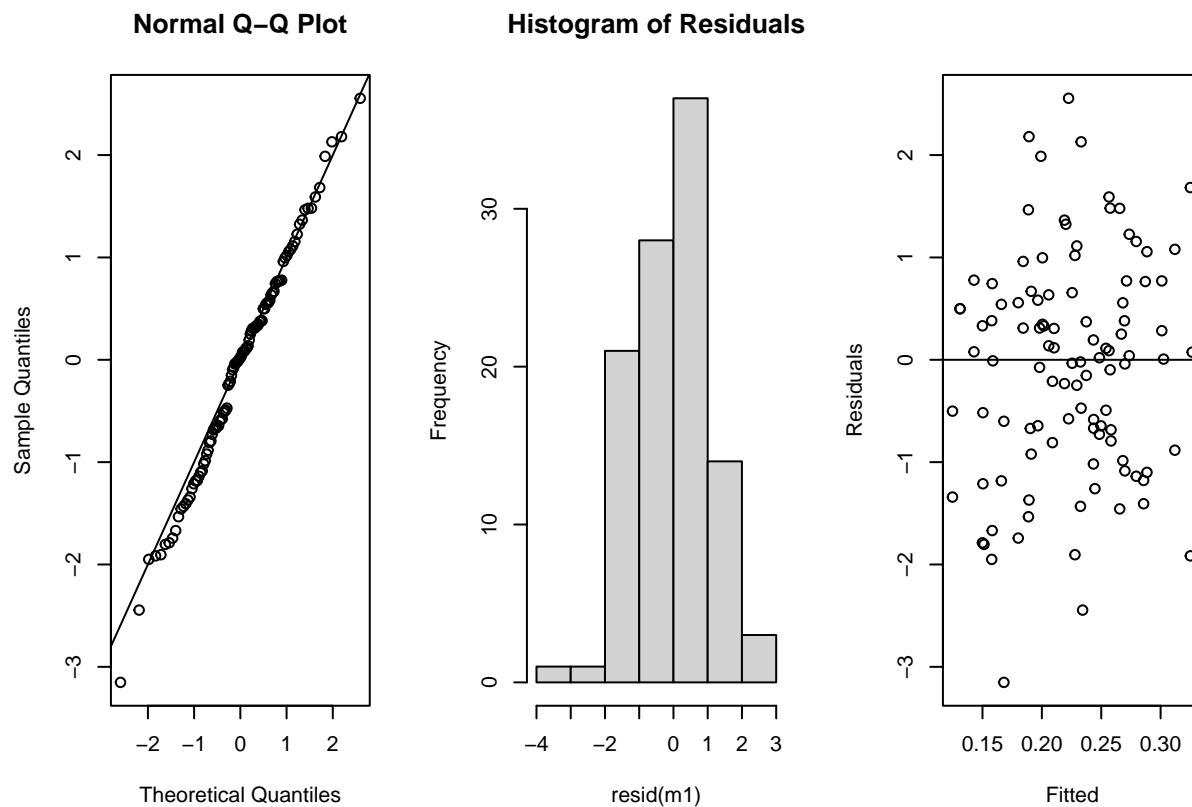 Normal Q−Q Plot
Sample Quantiles
2
1
0
−1
−2
−3
−2 −1 0 1 2
Theoretical Quantiles
Histogram of Residuals
Frequency
30
20
10
0
−4 −2 0 1 2 3
resid(m1)
Residuals
2
1
0
−1
−2
−3
0.15 0.20 0.25 0.30
Fitted